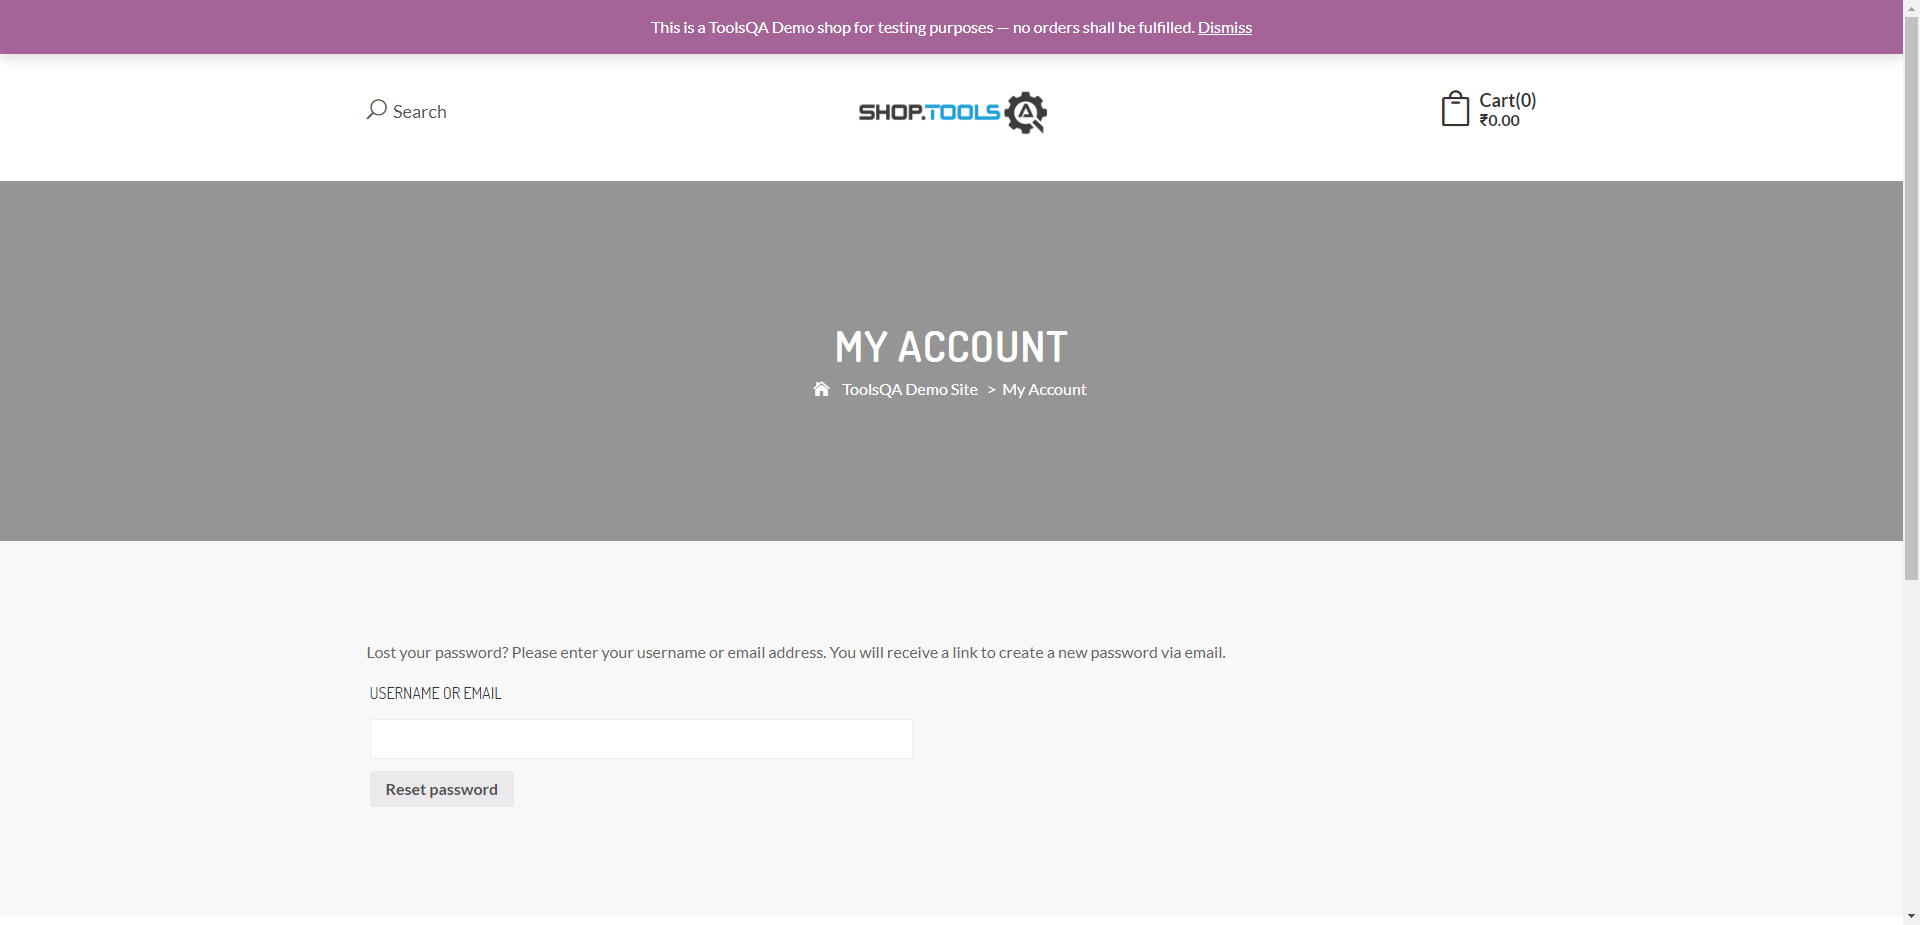 This is a ToolsQA Demo shop for testing purposes — no orders shall be fulfilled. Dismiss
Search
SHOP.TOOLS
Cart(0)
₹0.00
MY ACCOUNT
ToolsQA Demo Site > My Account
Lost your password? Please enter your username or email address. You will receive a link to create a new password via email.
USERNAME OR EMAIL
Reset password